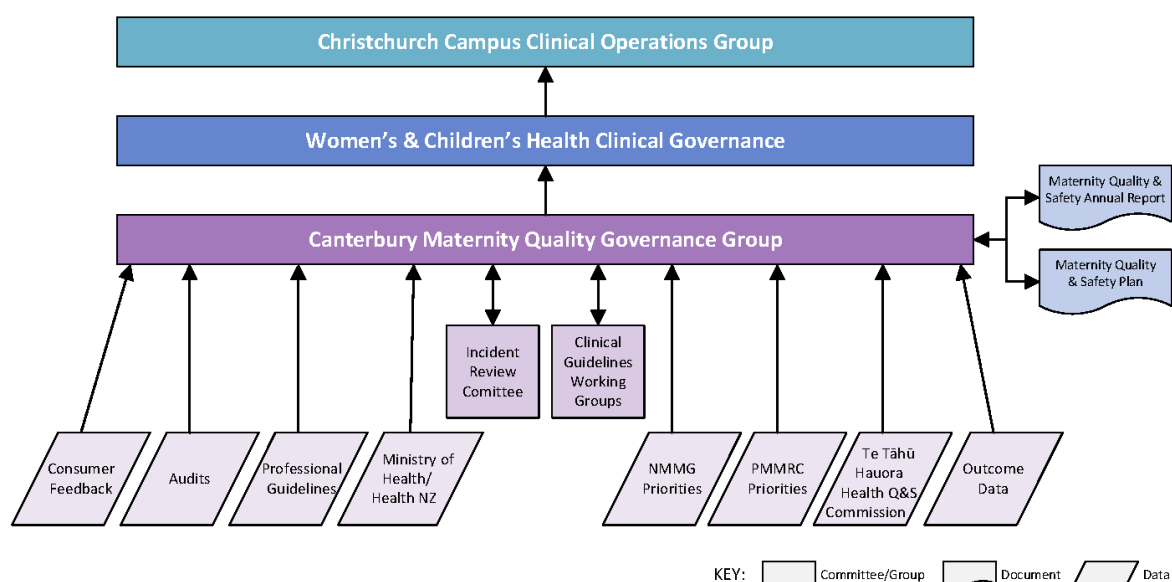 Christchurch Campus Clinical Operations Group
Women's & Children's Health Clinical Governance
Maternity Quality &
Safety Annual Report
Canterbury Maternity Quality Governance Group
Maternity Quality
& Safety Plan
Incident
Review
Comittee
Clinical
Guidelines
Working
Groups
Consumer
Feedback
Audits
Professional
Guidelines
Ministry of
Health/
Health NZ
NMMG
Priorities
PMMRC
Priorities
Te Tāhū
Hauora
Health Q&S
Commission
Outcome
Data
KEY:
Committee/Group
Document
Data